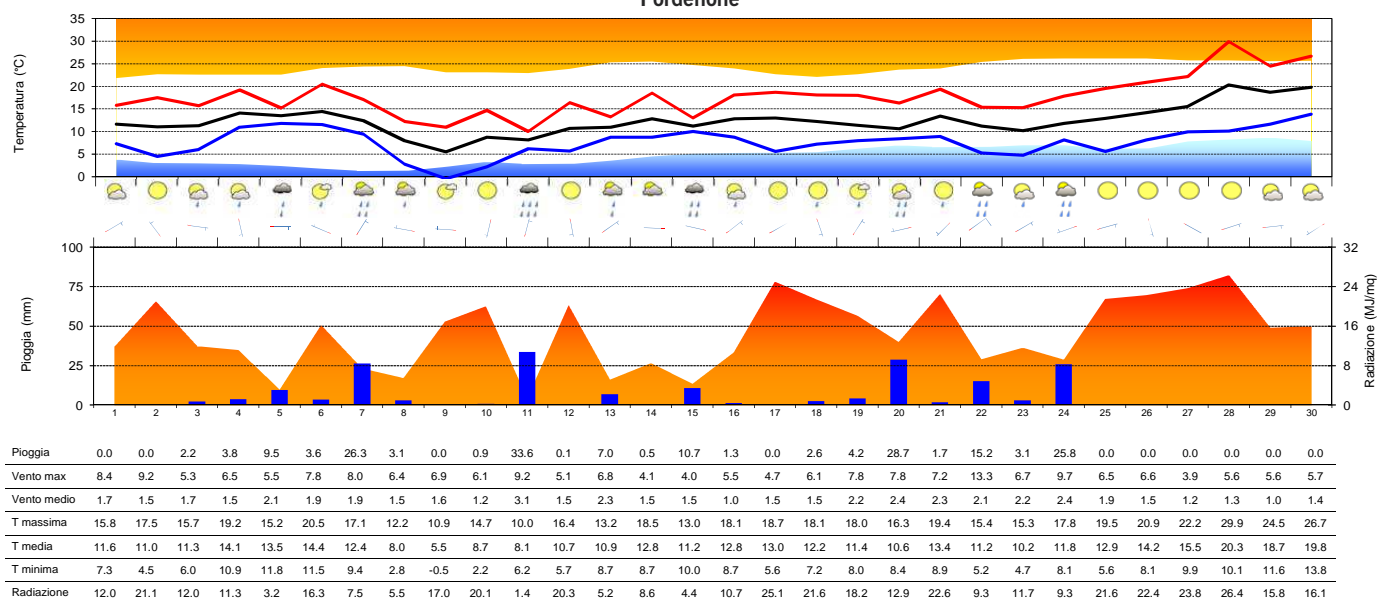 Pordenone
Temperatura (°C)
35
30
25
20
15
10
5
0
100
75
50
25
0
Pioggia (mm)
32
24
16
8
0
Radiazione (MJ/mq)
1 2 3 4 5 6 7 8 9 10 11 12 13 14 15 16 17 18 19 20 21 22 23 24 25 26 27 28 29 30
Pioggia 0.0 0.0 2.2 3.8 9.5 3.6 26.3 3.1 0.0 0.9 33.6 0.1 7.0 0.5 10.7 1.3 0.0 2.6 4.2 28.7 1.7 15.2 3.1 25.8 0.0 0.0 0.0 0.0 0.0 0.0
Vento max 8.4 9.2 5.3 6.5 5.5 7.8 8.0 6.4 6.9 6.1 9.2 5.1 6.8 4.1 4.0 5.5 4.7 6.1 7.8 7.8 7.2 13.3 6.7 9.7 6.5 6.6 3.9 5.6 5.6 5.7
Vento medio 1.7 1.5 1.7 1.5 2.1 1.9 1.9 1.5 1.6 1.2 3.1 1.5 2.3 1.5 1.5 1.0 1.5 1.5 2.2 2.4 2.3 2.1 2.2 2.4 1.9 1.5 1.2 1.3 1.0 1.4
T massima 15.8 17.5 15.7 19.2 15.2 20.5 17.1 12.2 10.9 14.7 10.0 16.4 13.2 18.5 13.0 18.1 18.7 18.1 18.0 16.3 19.4 15.4 15.3 17.8 19.5 20.9 22.2 29.9 24.5 26.7
T media 11.6 11.0 11.3 14.1 13.5 14.4 12.4 8.0 5.5 8.7 8.1 10.7 10.9 12.8 11.2 12.8 13.0 12.2 11.4 10.6 13.4 11.2 10.2 11.8 12.9 14.2 15.5 20.3 18.7 19.8
T minima 7.3 4.5 6.0 10.9 11.8 11.5 9.4 2.8 -0.5 2.2 6.2 5.7 8.7 8.7 10.0 8.7 5.6 7.2 8.0 8.4 8.9 5.2 4.7 8.1 5.6 8.1 9.9 10.1 11.6 13.8
Radiazione 12.0 21.1 12.0 11.3 3.2 16.3 7.5 5.5 17.0 20.1 1.4 20.3 5.2 8.6 4.4 10.7 25.1 21.6 18.2 12.9 22.6 9.3 11.7 9.3 21.6 22.4 23.8 26.4 15.8 16.1